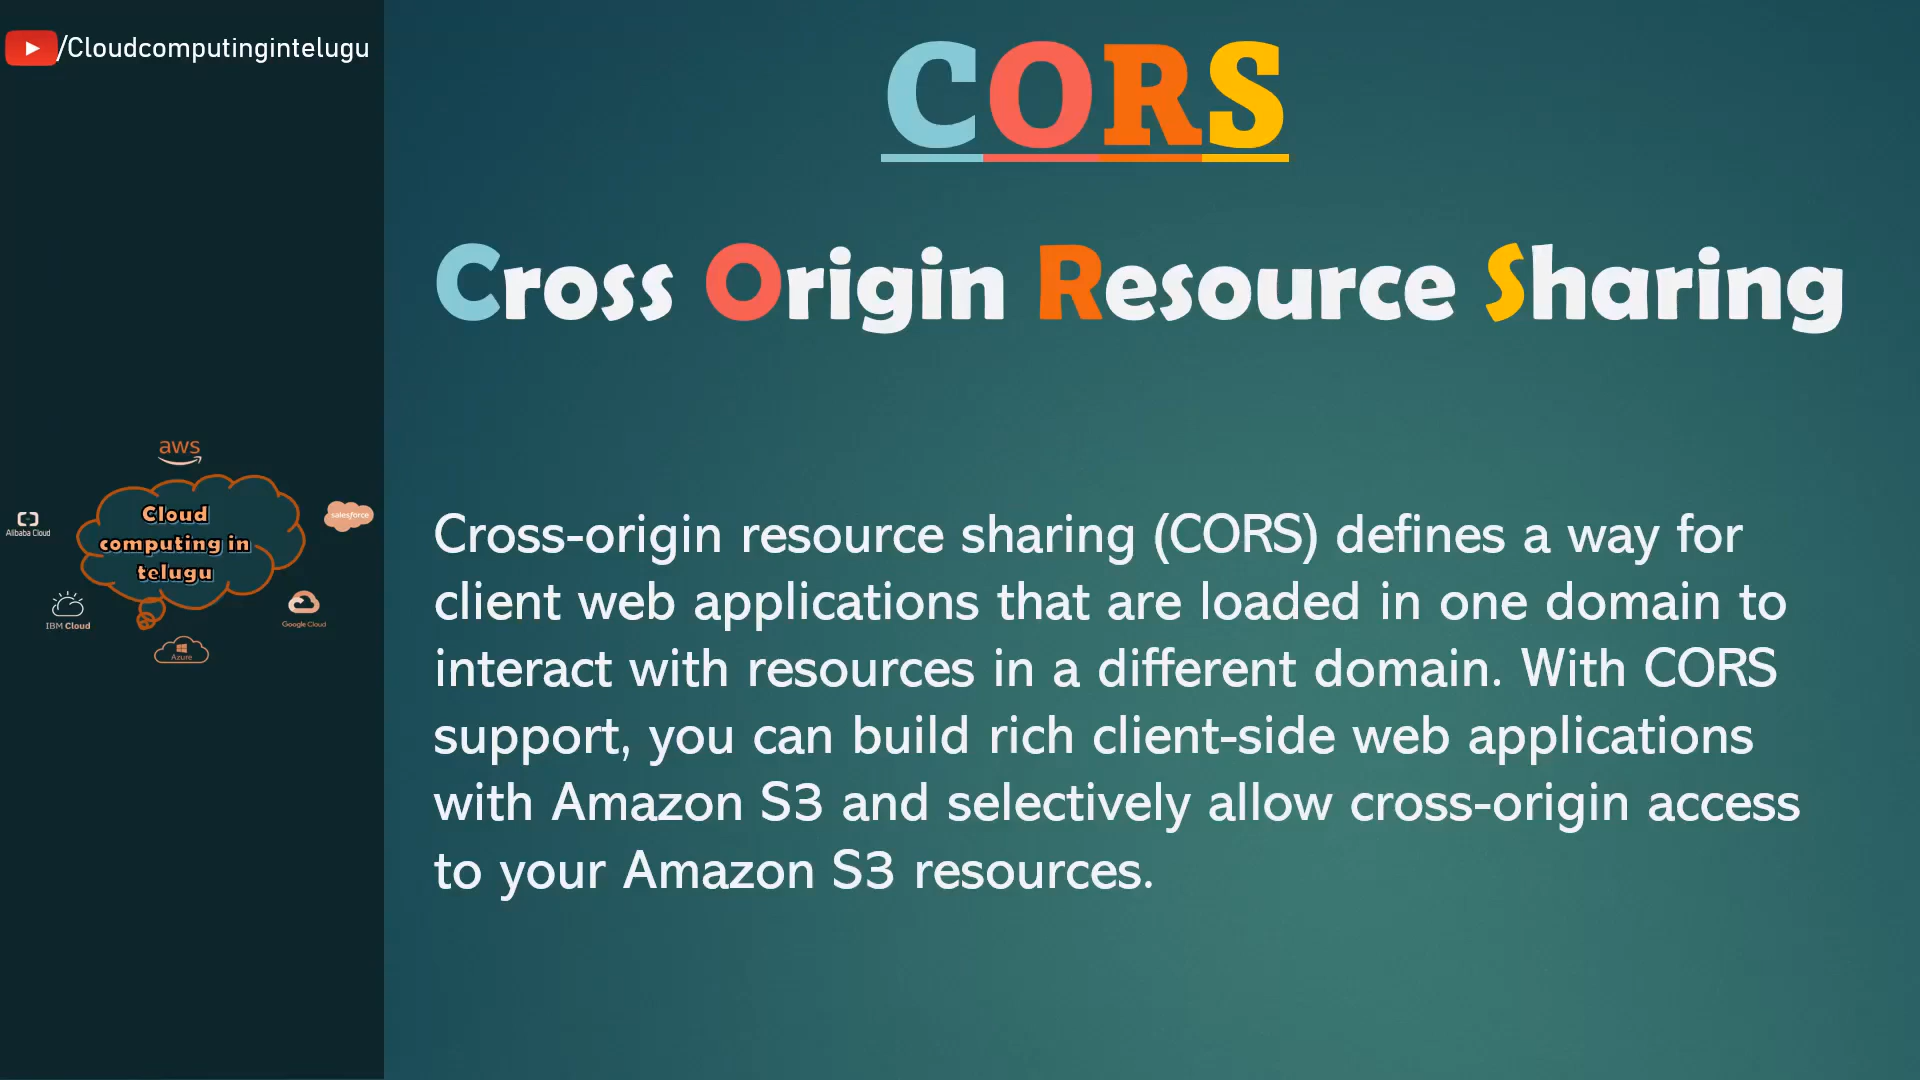 /Cloudcomputingintelugu
CORS
Cross Origin Resource Sharing
aws
Alibaba Cloud
salesforce
Cloud
computing in
telugu
IBM Cloud
Google Cloud
Azure
Cross-origin resource sharing (CORS) defines a way for
client web applications that are loaded in one domain to
interact with resources in a different domain. With CORS
support, you can build rich client-side web applications
with Amazon S3 and selectively allow cross-origin access
to your Amazon S3 resources.